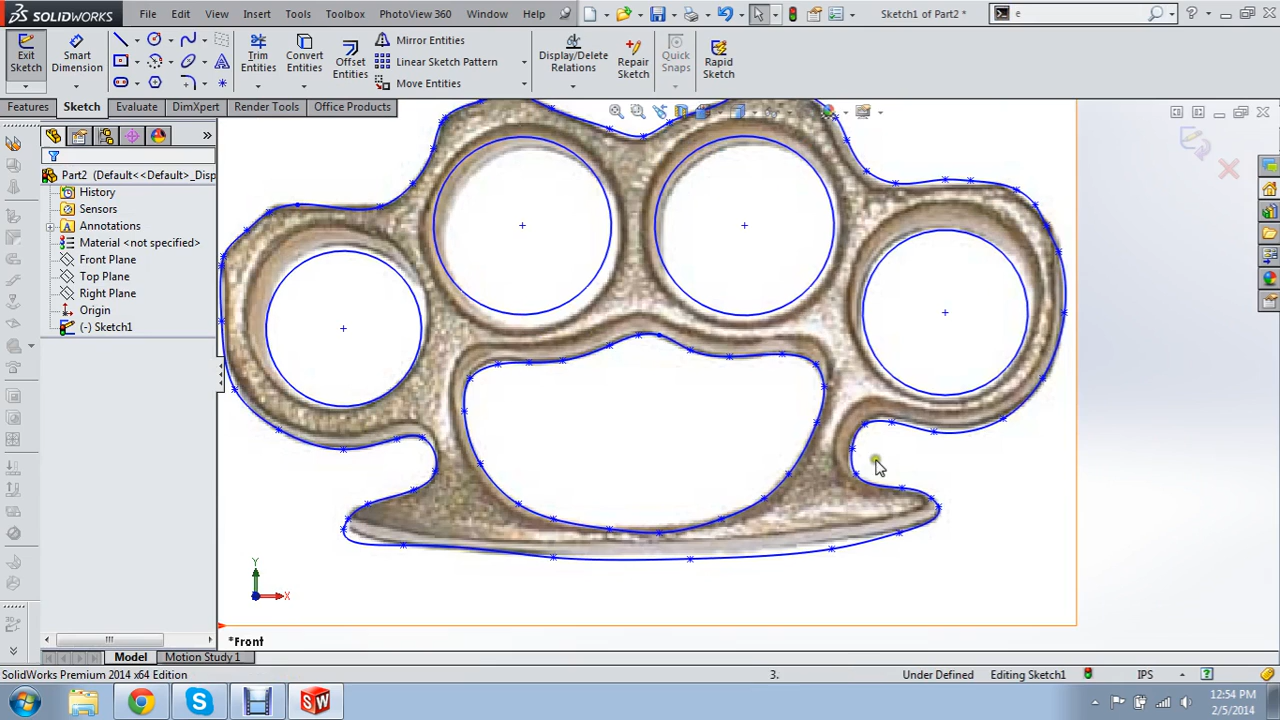 SOLIDWORKS File Edit View Insert Tools Toolbox PhotoView 360 Window Help Sketch1 of Part2 * e
Exit Sketch
Smart Dimension
Trim Entities
Convert Entities
Offset Entities
Mirror Entities
Linear Sketch Pattern
Move Entities
Display/Delete Relations
Repair Sketch
Quick Snaps
Rapid Sketch
Features Sketch Evaluate DimXpert Render Tools Office Products
Part2 (Default<<Default>_Disp
History
Sensors
Annotations
Material <not specified>
Front Plane
Top Plane
Right Plane
Origin
(-) Sketch1
Y
X
*Front
Model Motion Study 1
SolidWorks Premium 2014 x64 Edition 3. Under Defined Editing Sketch1 IPS
12:54 PM
2/5/2014